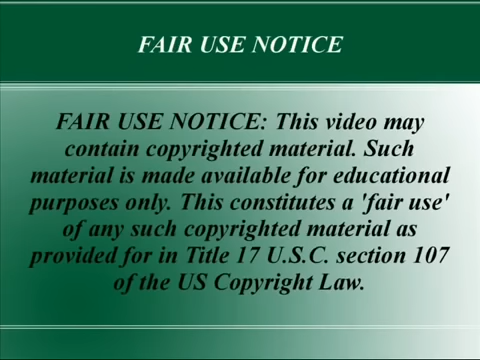 FAIR USE NOTICE
FAIR USE NOTICE: This video may
contain copyrighted material. Such
material is made available for educational
purposes only. This constitutes a 'fair use'
of any such copyrighted material as
provided for in Title 17 U.S.C. section 107
of the US Copyright Law.